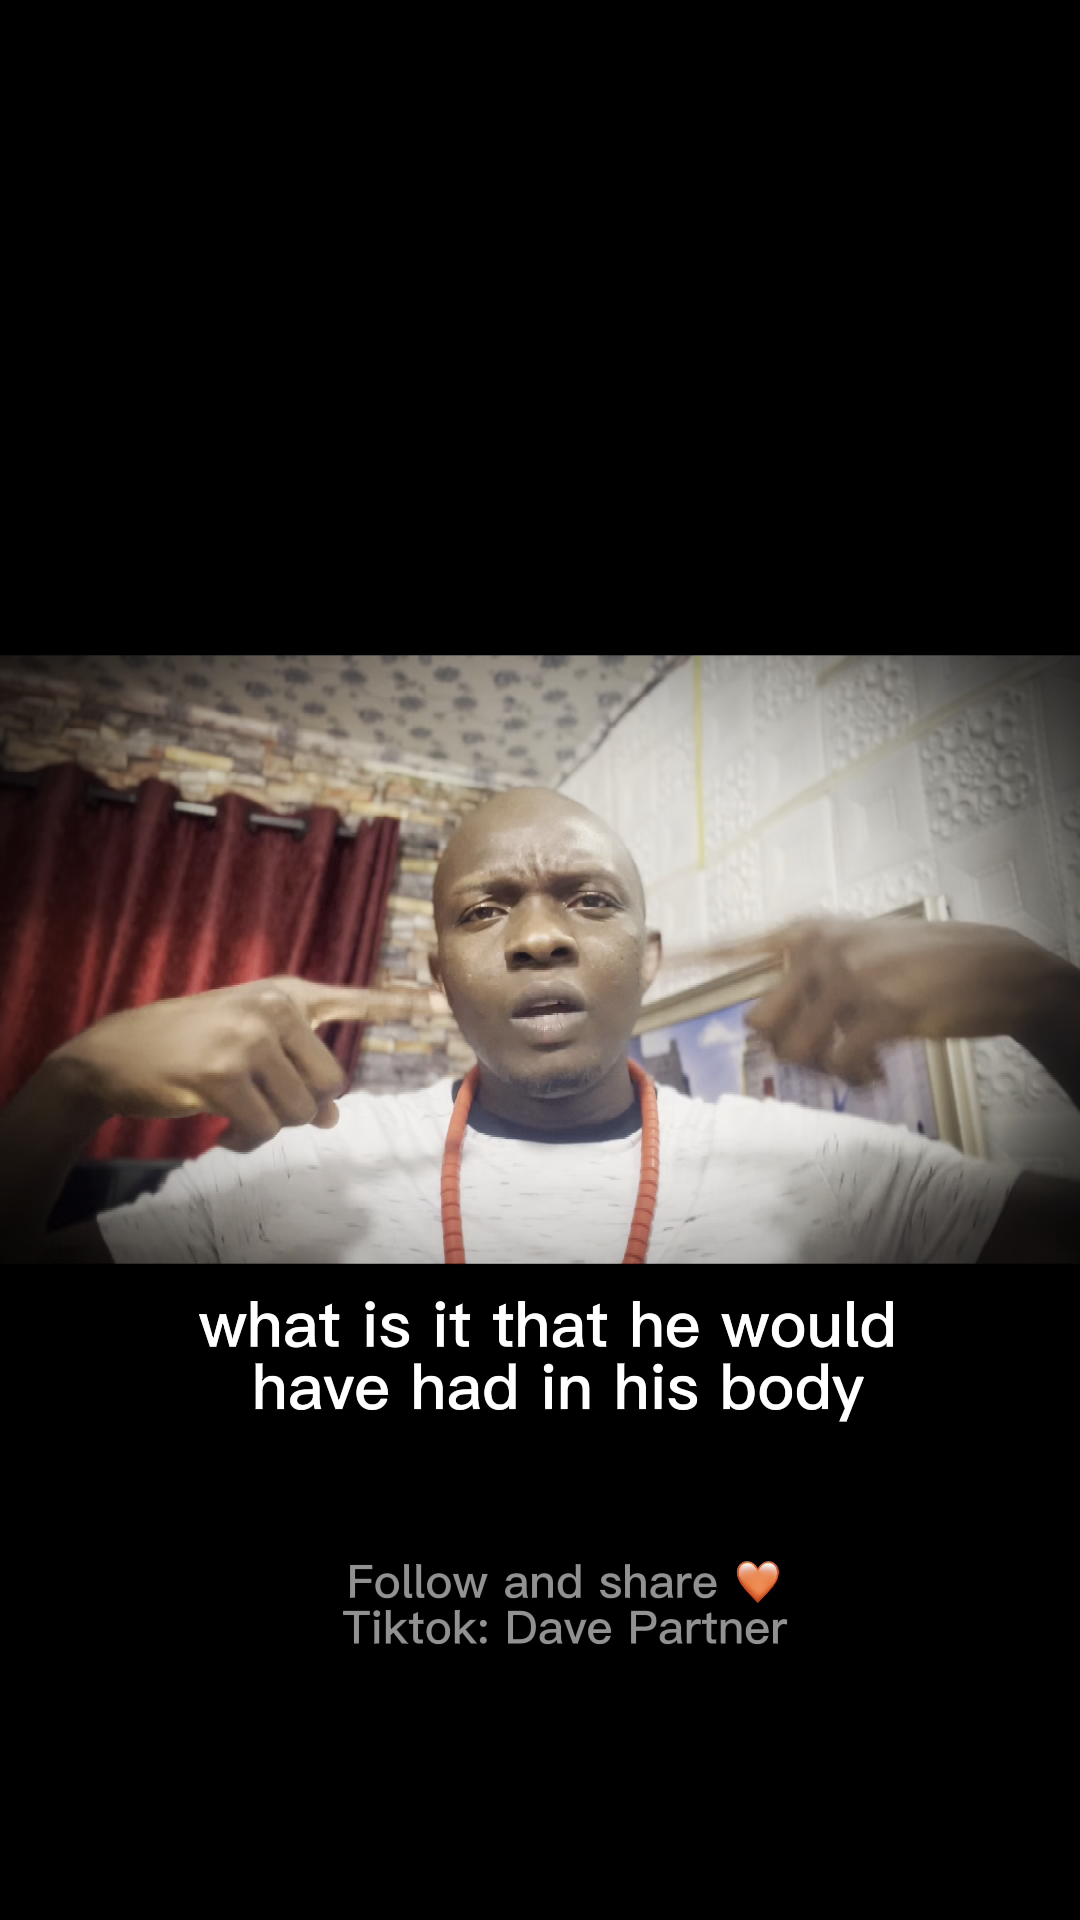 what is it that he would
have had in his body
Follow and share 🧡
Tiktok: Dave Partner